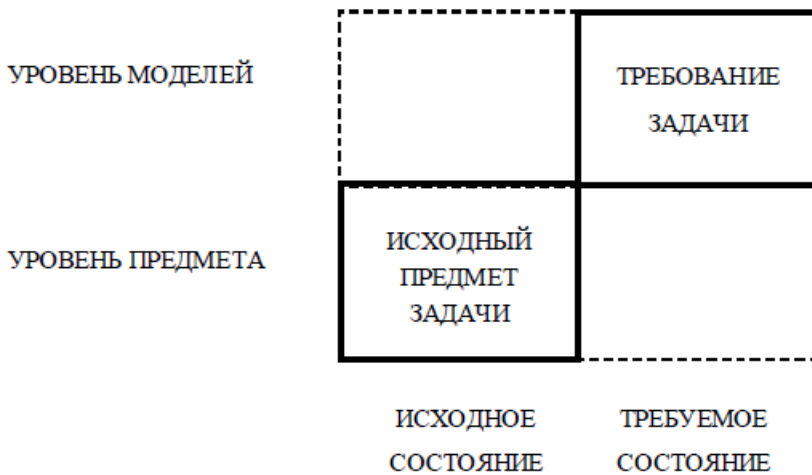 УРОВЕНЬ МОДЕЛЕЙ
ТРЕБОВАНИЕ
ЗАДАЧИ
УРОВЕНЬ ПРЕДМЕТА
ИСХОДНЫЙ
ПРЕДМЕТ
ЗАДАЧИ
ИСХОДНОЕ
СОСТОЯНИЕ
ТРЕБУЕМОЕ
СОСТОЯНИЕ